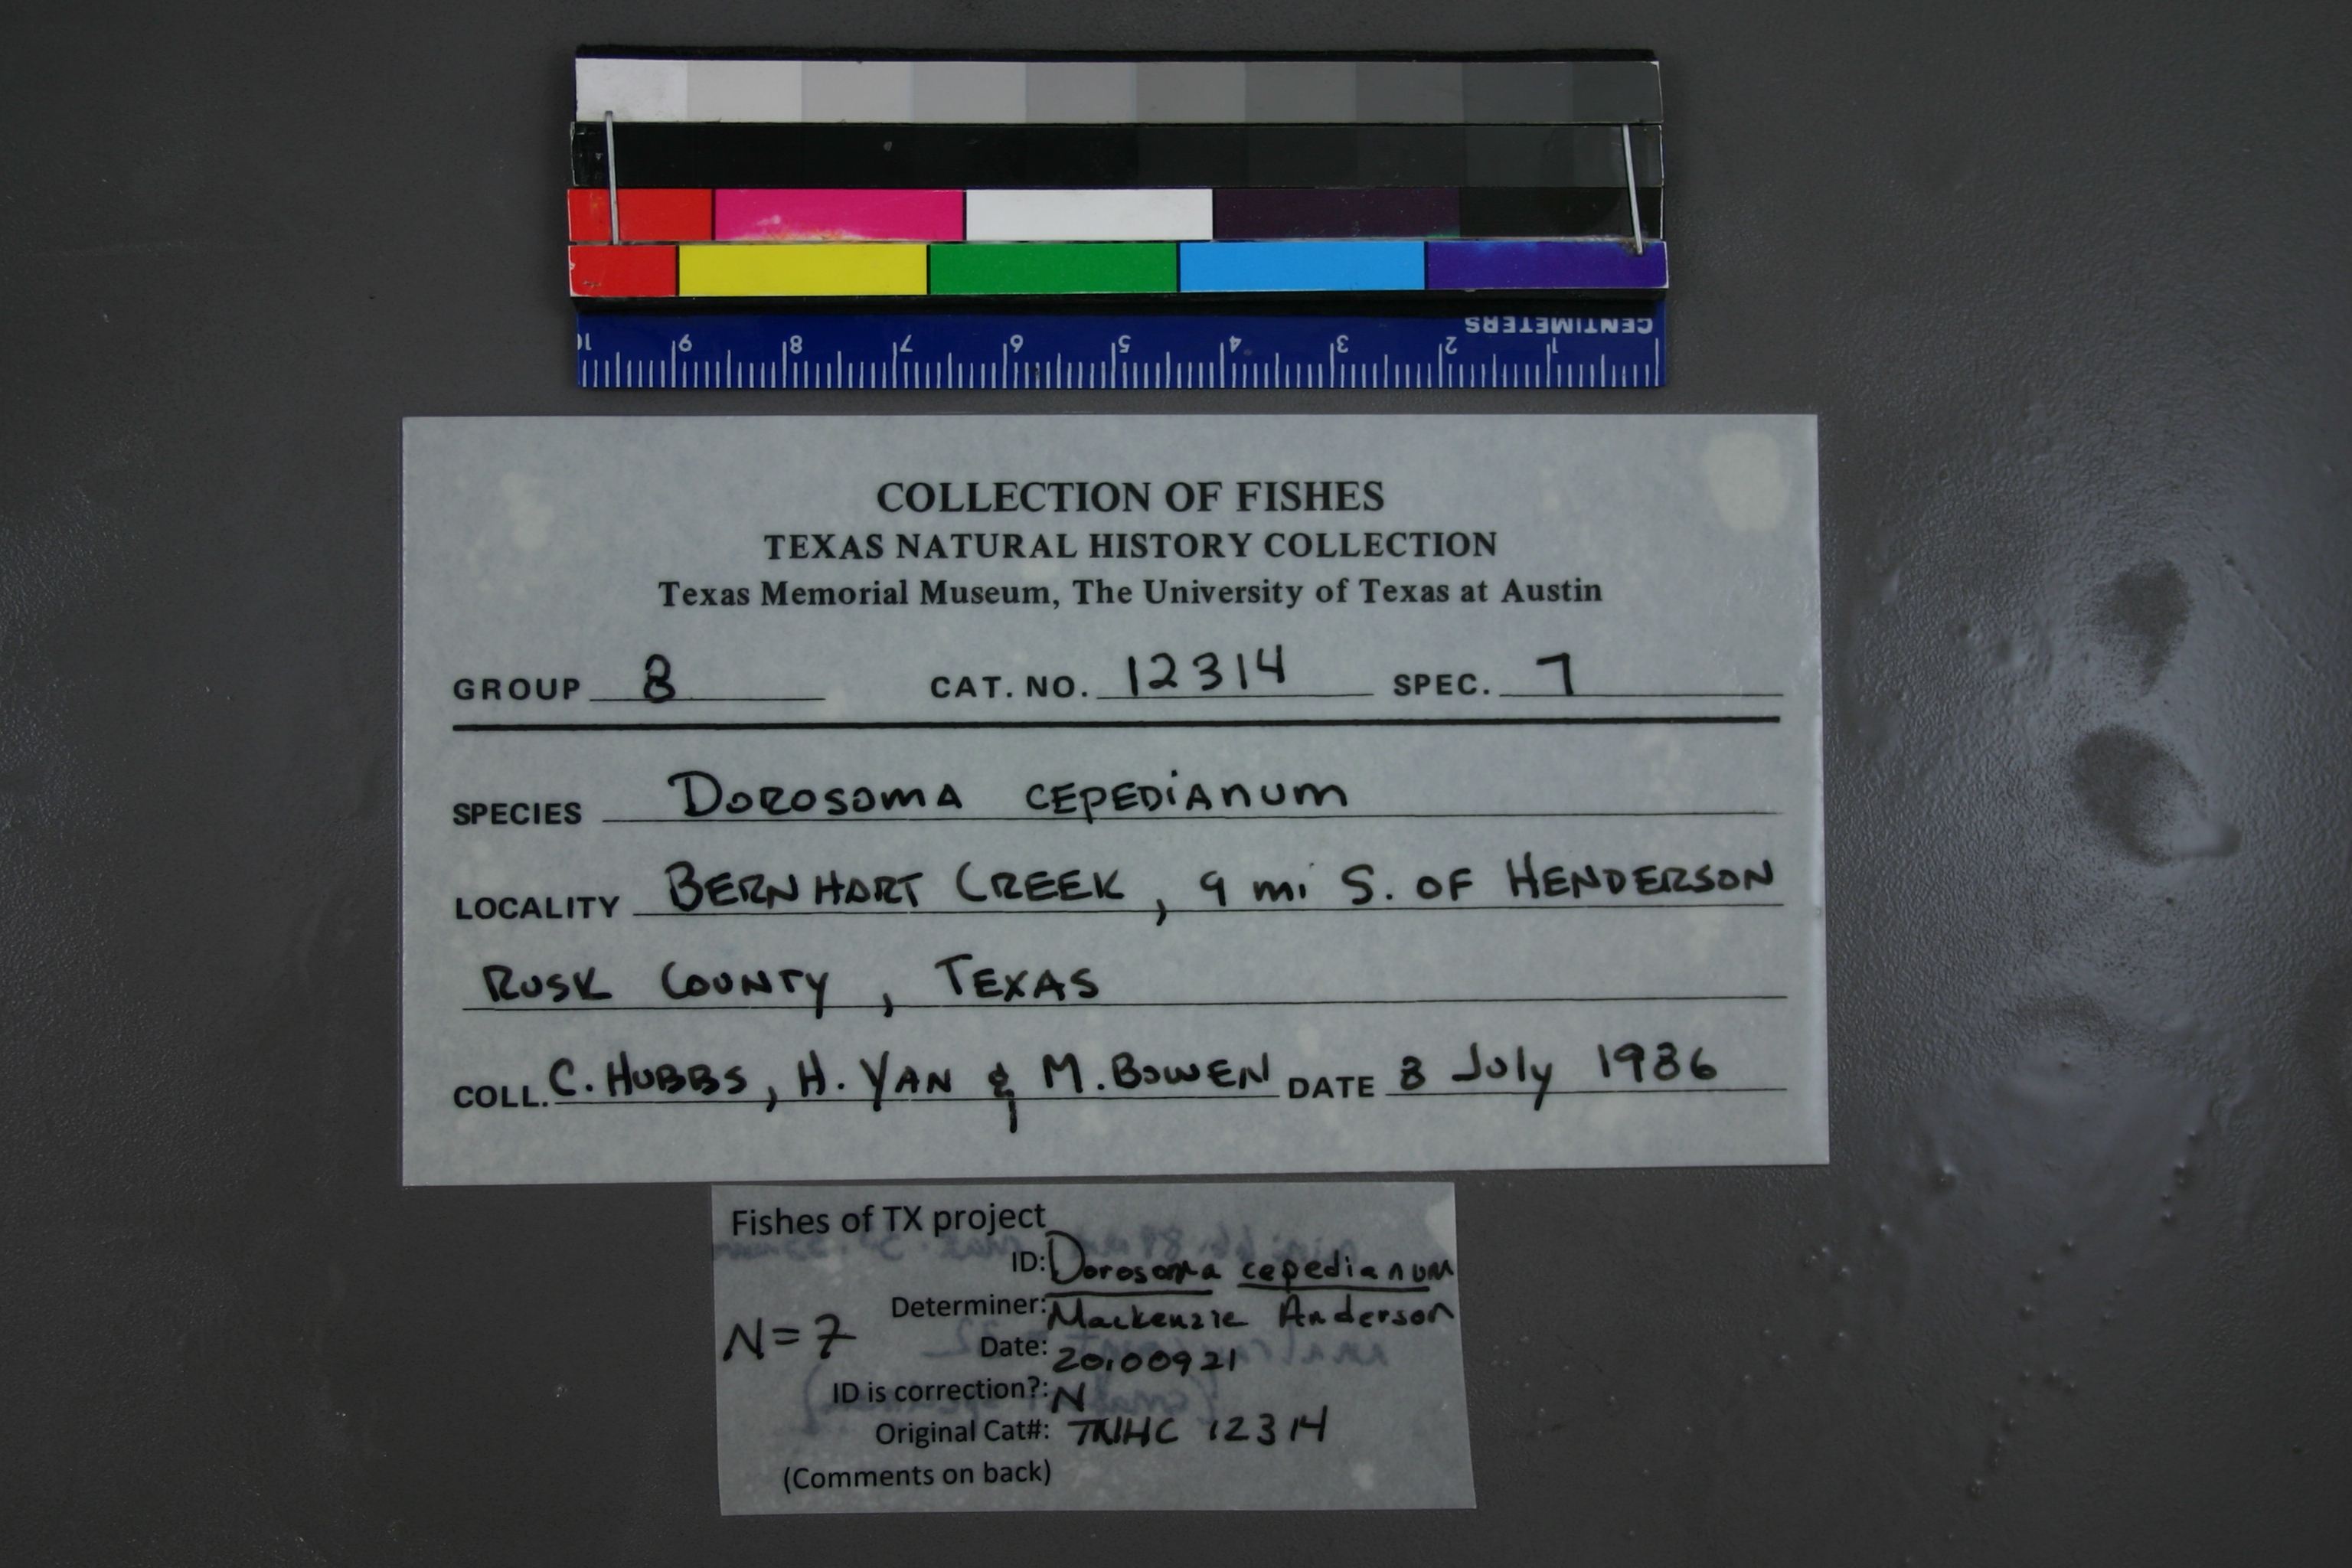 CENTIMETERS
10 9 8 7 6 5 4 3 2 1
COLLECTION OF FISHES
TEXAS NATURAL HISTORY COLLECTION
Texas Memorial Museum, The University of Texas at Austin
GROUP 8 CAT. NO. 12314 SPEC. 7
SPECIES Dorosoma cepedianum
LOCALITY BERNHART CREEK, 9 mi S. OF HENDERSON
RUSK COUNTY, TEXAS
COLL. C. HUBBS, H. YAN & M. BOWEN DATE 8 July 1986
Fishes of TX project
ID: Dorosoma cepedianum
Determiner: Mackenzie Anderson
N=7
Date: 20100921
ID is correction?: N
Original Cat#: TNHC 12314
(Comments on back)